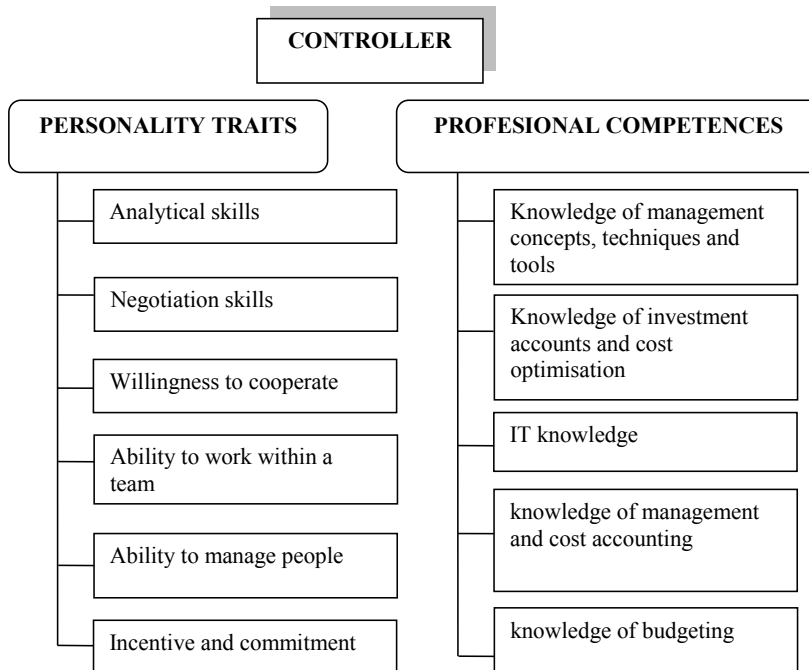 CONTROLLER
PERSONALITY TRAITS
Analytical skills
Negotiation skills
Willingness to cooperate
Ability to work within a
team
Ability to manage people
Incentive and commitment
PROFESIONAL COMPETENCES
Knowledge of management
concepts, techniques and
tools
Knowledge of investment
accounts and cost
optimisation
IT knowledge
knowledge of management
and cost accounting
knowledge of budgeting